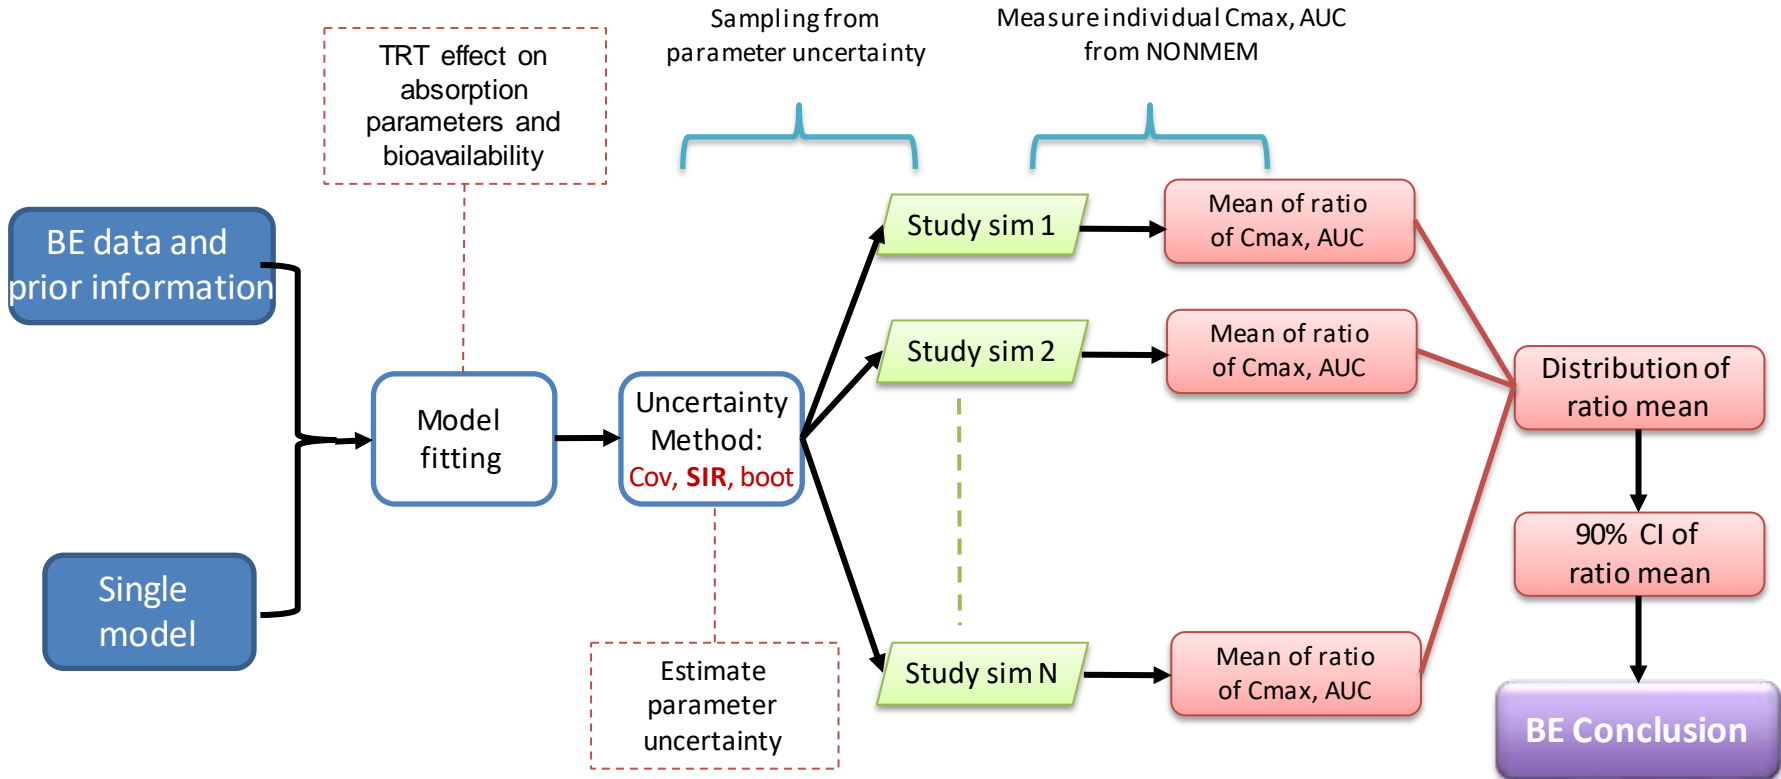 Sampling from
parameter uncertainty
Measure individual Cmax, AUC
from NONMEM
TRT effect on
absorption
parameters and
bioavailability
BE data and
prior information
Single
model
Model
fitting
Uncertainty
Method:
Cov, SIR, boot
Estimate
parameter
uncertainty
Study sim 1
Mean of ratio
of Cmax, AUC
Study sim 2
Mean of ratio
of Cmax, AUC
Study sim N
Mean of ratio
of Cmax, AUC
Distribution of
ratio mean
90% CI of
ratio mean
BE Conclusion